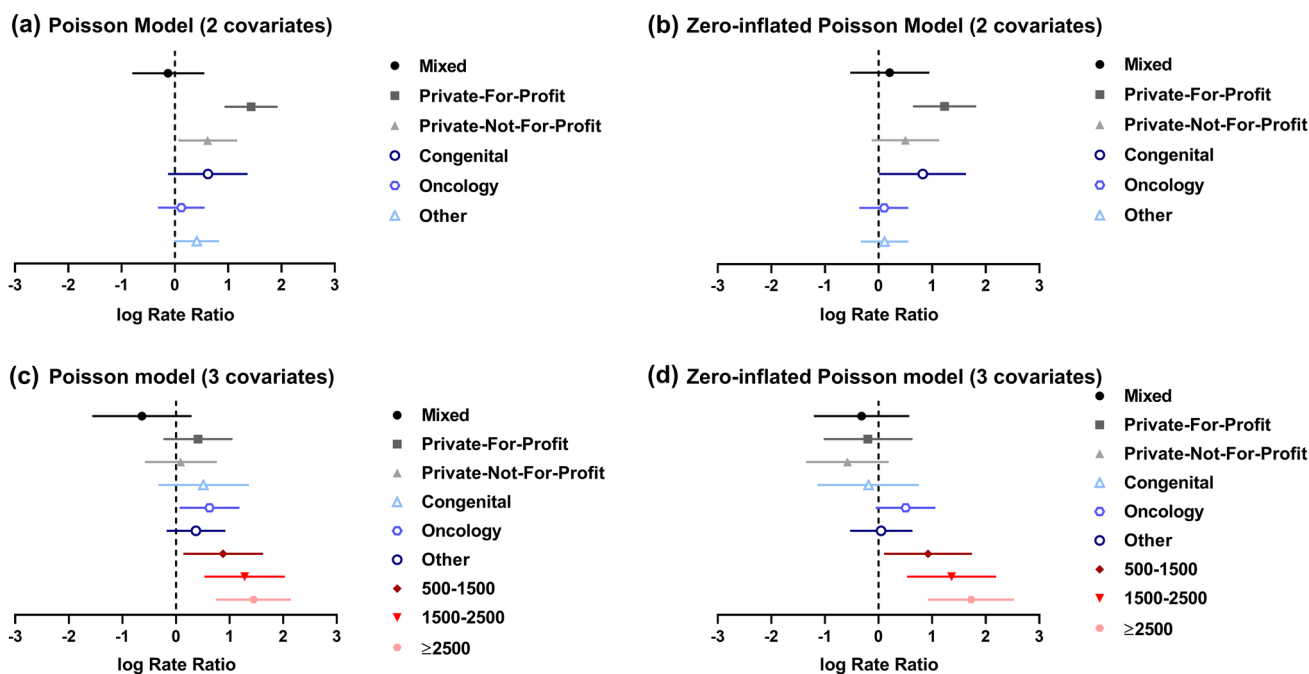 (a) Poisson Model (2 covariates)
Mixed
Private-For-Profit
Private-Not-For-Profit
Congenital
Oncology
Other
-3 -2 -1 0 1 2 3
log Rate Ratio
(b) Zero-inflated Poisson Model (2 covariates)
Mixed
Private-For-Profit
Private-Not-For-Profit
Congenital
Oncology
Other
-3 -2 -1 0 1 2 3
log Rate Ratio
(c) Poisson model (3 covariates)
Mixed
Private-For-Profit
Private-Not-For-Profit
Congenital
Oncology
Other
500-1500
1500-2500
≥2500
-3 -2 -1 0 1 2 3
log Rate Ratio
(d) Zero-inflated Poisson model (3 covariates)
Mixed
Private-For-Profit
Private-Not-For-Profit
Congenital
Oncology
Other
500-1500
1500-2500
≥2500
-3 -2 -1 0 1 2 3
log Rate Ratio